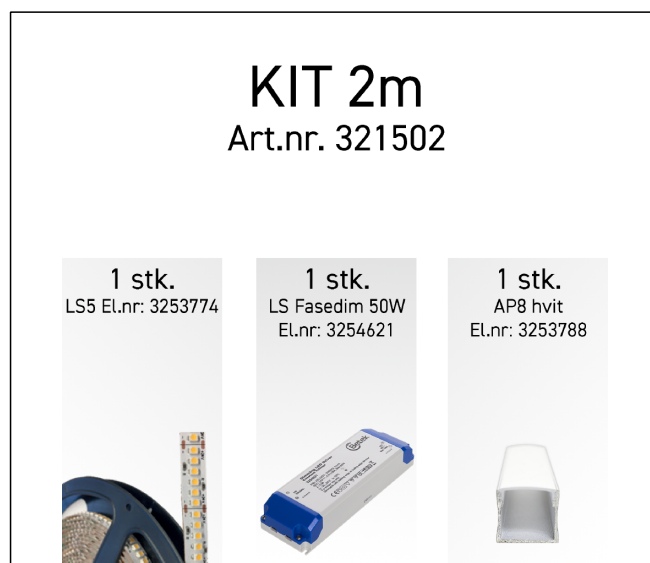 KIT 2m
Art.nr. 321502
1 stk.
LS5 El.nr: 3253774
1 stk.
LS Fasedim 50W
El.nr: 3254621
1 stk.
AP8 hvit
El.nr: 3253788